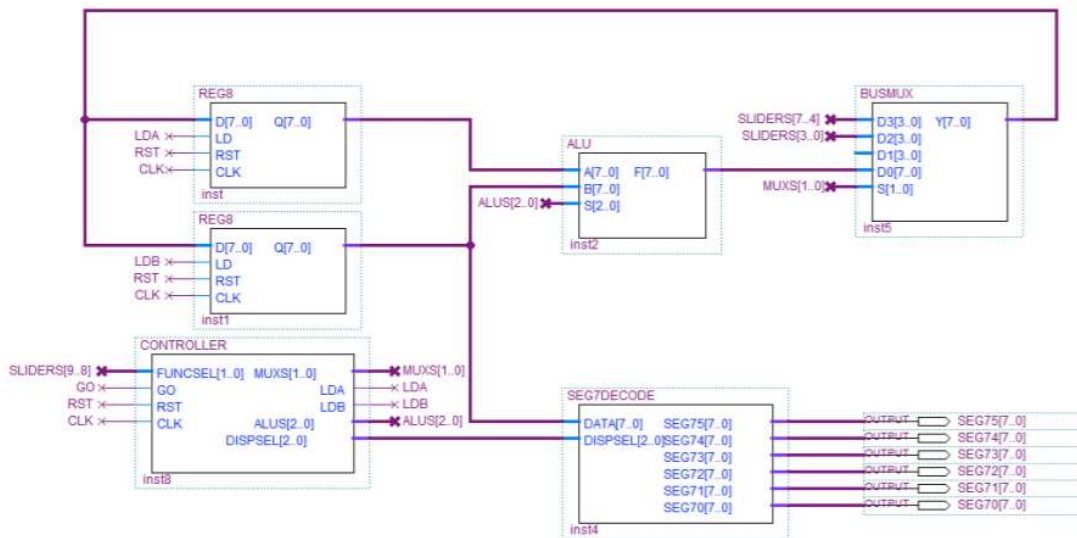 REG8
D[7..0] Q[7..0]
LDA LD
RST RST
CLK CLK
inst
REG8
D[7..0] Q[7..0]
LDB LD
RST RST
CLK CLK
inst1
ALU
A[7..0] F[7..0]
B[7..0]
ALUS[2..0] S[2..0]
inst2
BUSMUX
SLIDERS[7..4] D3[3..0] Y[7..0]
SLIDERS[3..0] D2[3..0]
D1[3..0]
D0[7..0]
MUXS[1..0] S[1..0]
inst5
CONTROLLER
SLIDERS[9..8] FUNCSEL[1..0] MUXS[1..0] MUXS[1..0]
GO GO LDA LDA
RST RST LDB LDB
CLK CLK ALUS[2..0] ALUS[2..0]
DISPSEL[2..0]
inst8
SEG7DECODE
DATA[7..0] SEG75[7..0] OUTPUT SEG75[7..0]
DISPSEL[2..0] SEG74[7..0] OUTPUT SEG74[7..0]
SEG73[7..0] OUTPUT SEG73[7..0]
SEG72[7..0] OUTPUT SEG72[7..0]
SEG71[7..0] OUTPUT SEG71[7..0]
SEG70[7..0] OUTPUT SEG70[7..0]
inst4